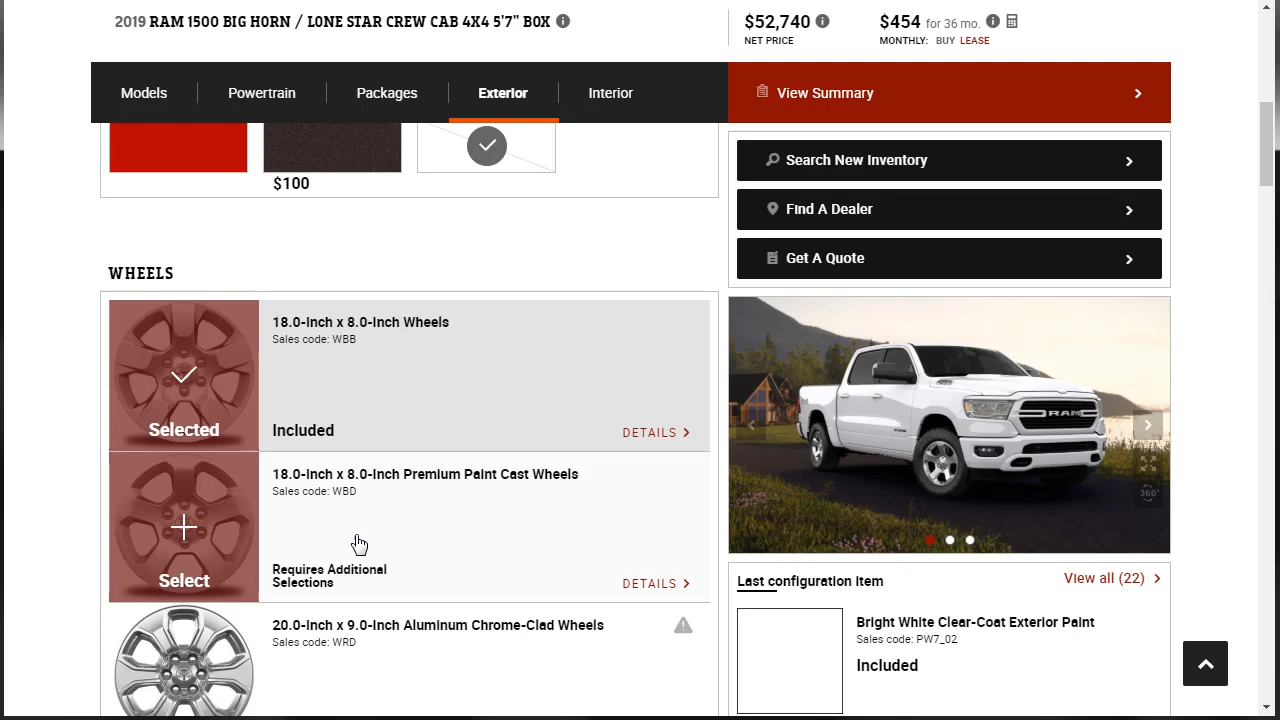 2019 RAM 1500 BIG HORN / LONE STAR CREW CAB 4X4 5'7" BOX
$52,740
NET PRICE
$454 for 36 mo.
MONTHLY: BUY LEASE
Models
Powertrain
Packages
Exterior
Interior
View Summary
$100
Search New Inventory
Find A Dealer
Get A Quote
WHEELS
18.0-Inch x 8.0-Inch Wheels
Sales code: WBB
Selected
Included
DETAILS
18.0-Inch x 8.0-Inch Premium Paint Cast Wheels
Sales code: WBD
Select
Requires Additional
Selections
DETAILS
20.0-Inch x 9.0-Inch Aluminum Chrome-Clad Wheels
Sales code: WRD
RAM
360°
Last configuration item
View all (22)
Bright White Clear-Coat Exterior Paint
Sales code: PW7_02
Included